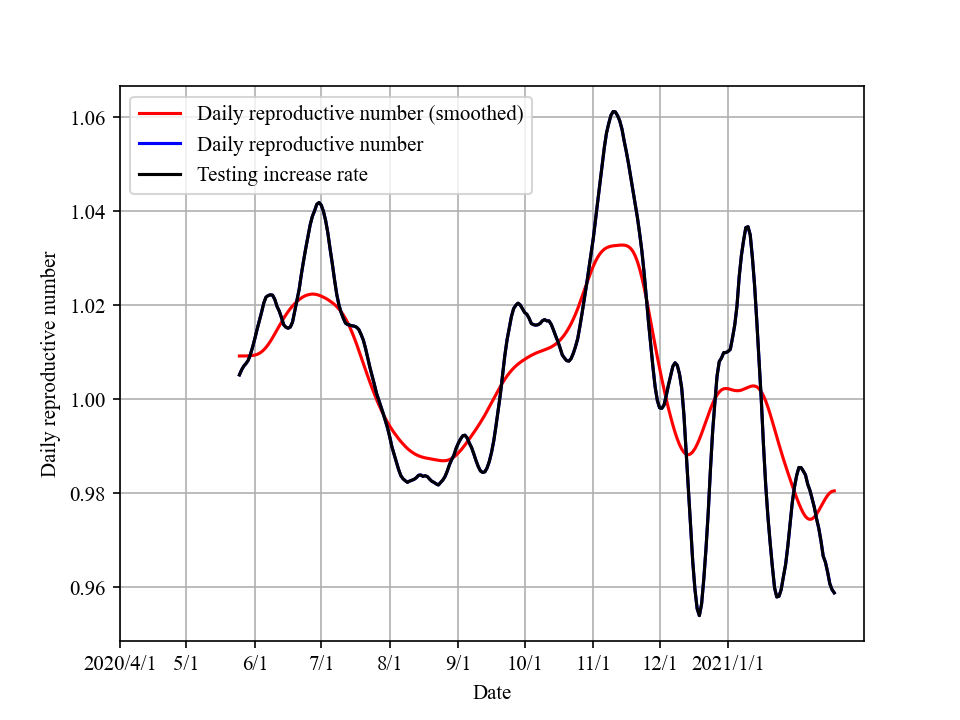 Daily reproductive number (smoothed)
Daily reproductive number
Testing increase rate
1.06
1.04
1.02
1.00
0.98
0.96
Daily reproductive number
2020/4/1 5/1 6/1 7/1 8/1 9/1 10/1 11/1 12/1 2021/1/1
Date